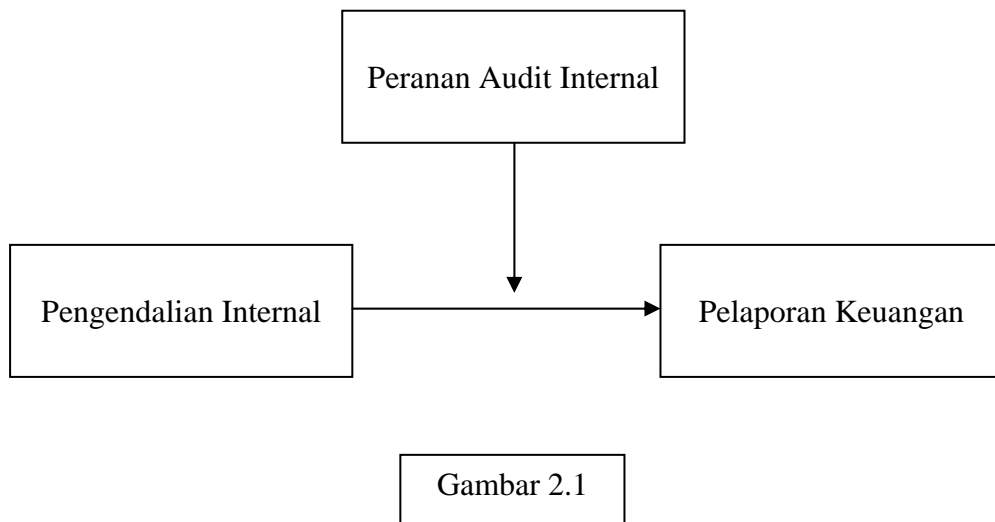 Peranan Audit Internal
Pengendalian Internal
Pelaporan Keuangan
Gambar 2.1